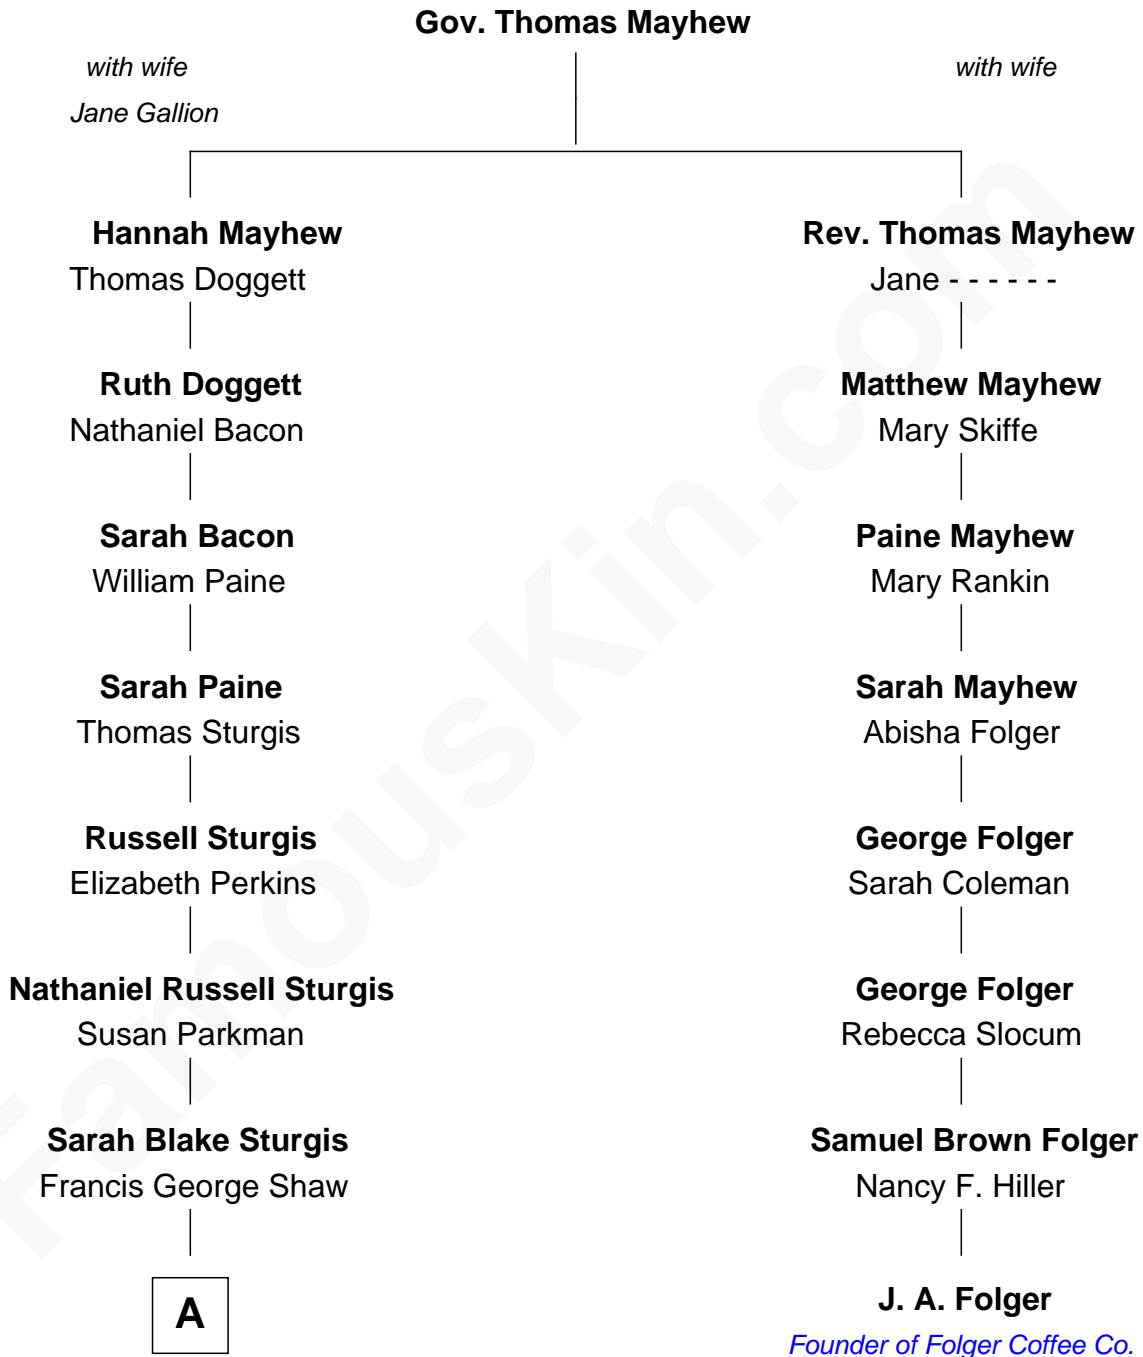 Gov. Thomas Mayhew
with wife
with wife
Jane Gallion
Hannah Mayhew
Rev. Thomas Mayhew
Thomas Doggett
Jane - - - - - -
Ruth Doggett
Matthew Mayhew
Nathaniel Bacon
Mary Skiffe
Sarah Bacon
Paine Mayhew
William Paine
Mary Rankin
Sarah Paine
Sarah Mayhew
Thomas Sturgis
Abisha Folger
Russell Sturgis
George Folger
Elizabeth Perkins
Sarah Coleman
Nathaniel Russell Sturgis
George Folger
Susan Parkman
Rebecca Slocum
Sarah Blake Sturgis
Samuel Brown Folger
Francis George Shaw
Nancy F. Hiller
A
J. A. Folger
Founder of Folger Coffee Co.
FamousKin.com